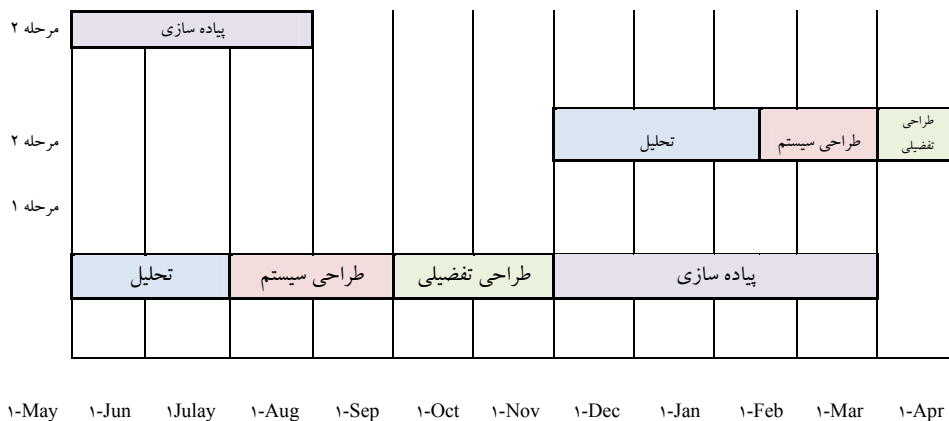 مرحله ۲
پیاده سازی
مرحله ۲
تحلیل
طراحی سیستم
طراحی
تفضیلی
مرحله ۱
تحلیل
طراحی سیستم
طراحی تفضیلی
پیاده سازی
۱-May ۱-Jun ۱Julay ۱-Aug ۱-Sep ۱-Oct ۱-Nov ۱-Dec ۱-Jan ۱-Feb ۱-Mar ۱-Apr